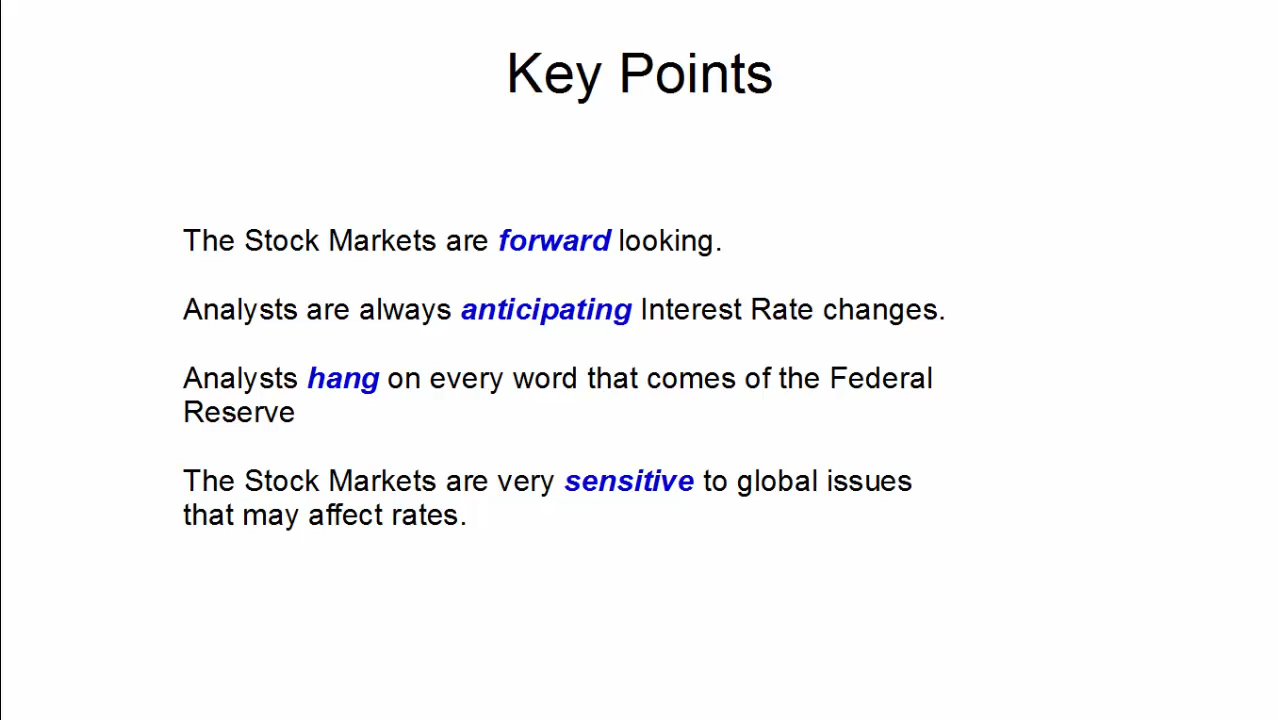 Key Points
The Stock Markets are forward looking.
Analysts are always anticipating Interest Rate changes.
Analysts hang on every word that comes of the Federal
Reserve
The Stock Markets are very sensitive to global issues
that may affect rates.